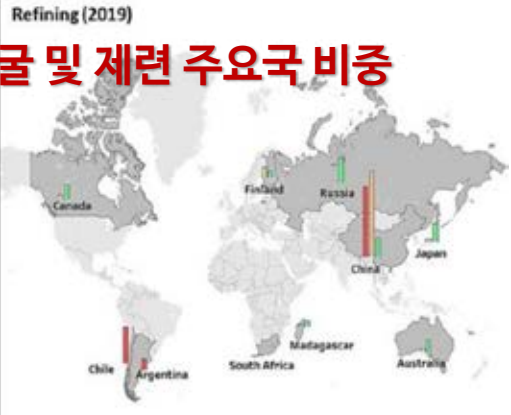 Refining (2019)
굴 및 제련 주요국 비중
Finland
Russia
Canada
Japan
China
Madagascar
Chile
Argentina
South Africa
Australia